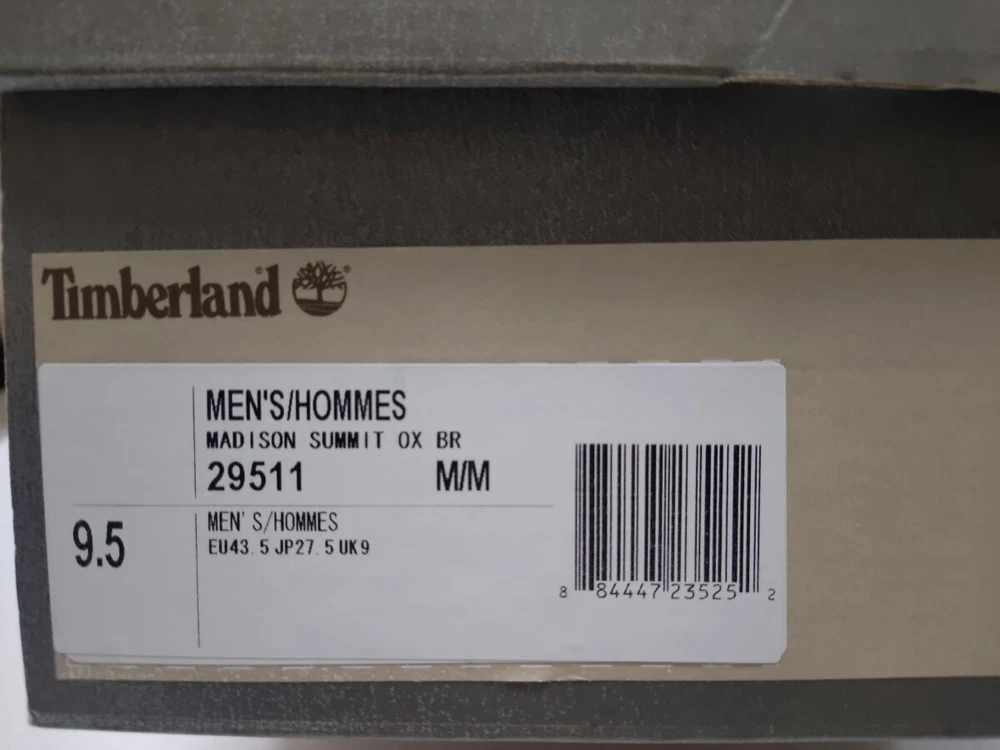 Timberland®
MEN'S/HOMMES
MADISON SUMMIT OX BR
29511 M/M
9.5
MEN'S/HOMMES
EU43.5 JP27.5 UK9
8 84447 23525 2